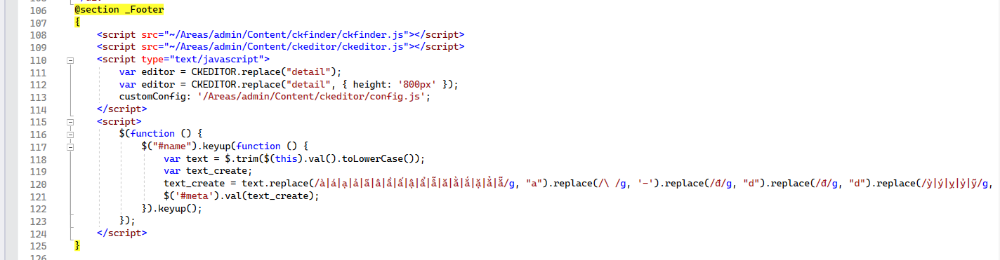 106 @section _Footer
107 {
108 <script src="~/Areas/admin/Content/ckfinder/ckfinder.js"></script>
109 <script src="~/Areas/admin/Content/ckeditor/ckeditor.js"></script>
110 <script type="text/javascript">
111 var editor = CKEDITOR.replace("detail");
112 var editor = CKEDITOR.replace("detail", { height: '800px' });
113 customConfig: '/Areas/admin/Content/ckeditor/config.js';
114 </script>
115 <script>
116 $(function () {
117 $("#name").keyup(function () {
118 var text = $.trim($(this).val().toLowerCase());
119 var text_create;
120 text_create = text.replace(/à|á|ạ|ả|ã|â|ầ|ấ|ậ|ẩ|ẫ|ă|ằ|ắ|ặ|ẳ|ẵ/g, "a").replace(/\ /g, '-').replace(/đ/g, "d").replace(/đ/g, "d").replace(/ỳ|ý|ỵ|ỷ|ỹ/g,
121 $('#meta').val(text_create);
122 }).keyup();
123 });
124 </script>
125 }
126